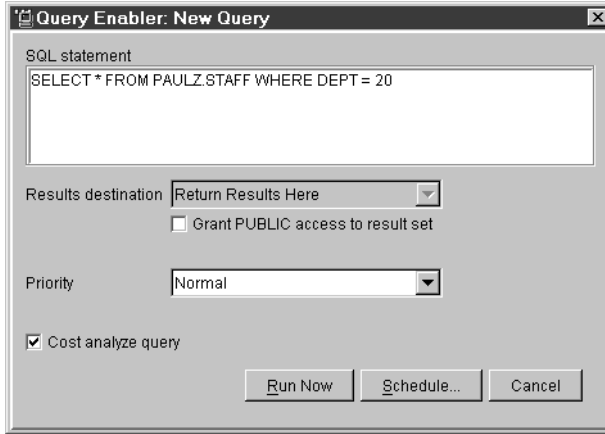 Query Enabler: New Query
SQL statement
SELECT * FROM PAULZ.STAFF WHERE DEPT = 20
Results destination Return Results Here
Grant PUBLIC access to result set
Priority Normal
Cost analyze query
Run Now Schedule... Cancel